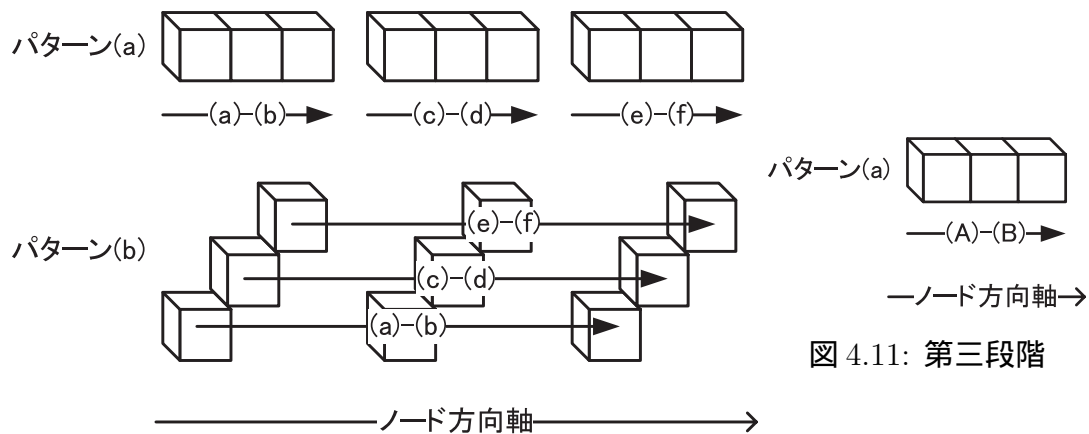 パターン(a)
(a)-(b)
(c)-(d)
(e)-(f)
パターン(b)
(e)-(f)
(c)-(d)
(a)-(b)
ノード方向軸
パターン(a)
(A)-(B)
ノード方向軸
図 4.11: 第三段階